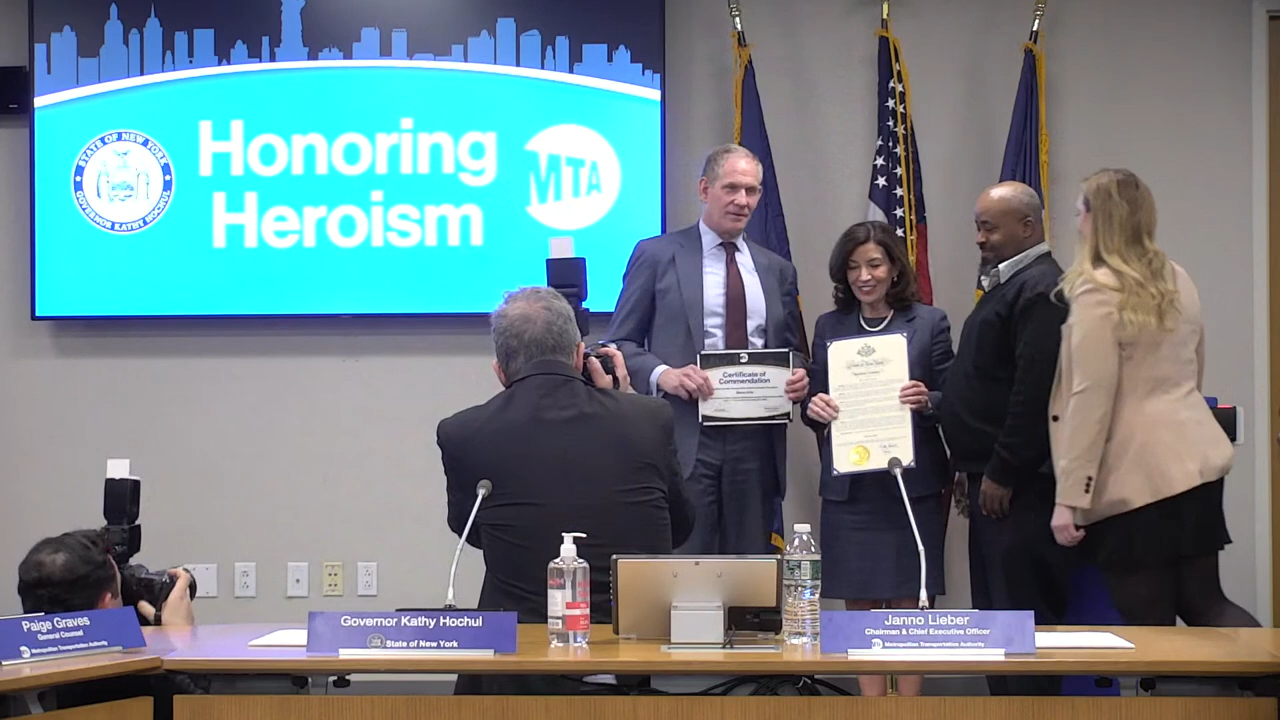 STATE OF NEW YORK
GOVERNOR KATHY HOCHUL
Honoring
Heroism
MTA
Certificate of
Commendation
Paige Graves
General Counsel
Metropolitan Transportation Authority
Governor Kathy Hochul
State of New York
Janno Lieber
Chairman & Chief Executive Officer
Metropolitan Transportation Authority